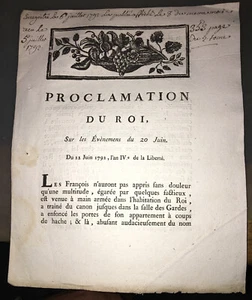 PROCLAMATION
DU ROI,
Sur les Évènemens du 20 Juin.
Du 22 Juin 1792, l'an IV.e de la Liberté.
LES François n'auront pas appris sans douleur
qu'une multitude, égarée par quelques factieux,
est venue à main armée dans l'habitation du Roi,
a traîné du canon jusques dans la salle des Gardes,
a enfoncé les portes de son appartement à coups
de hache; & là, abusant audacieusement du nom